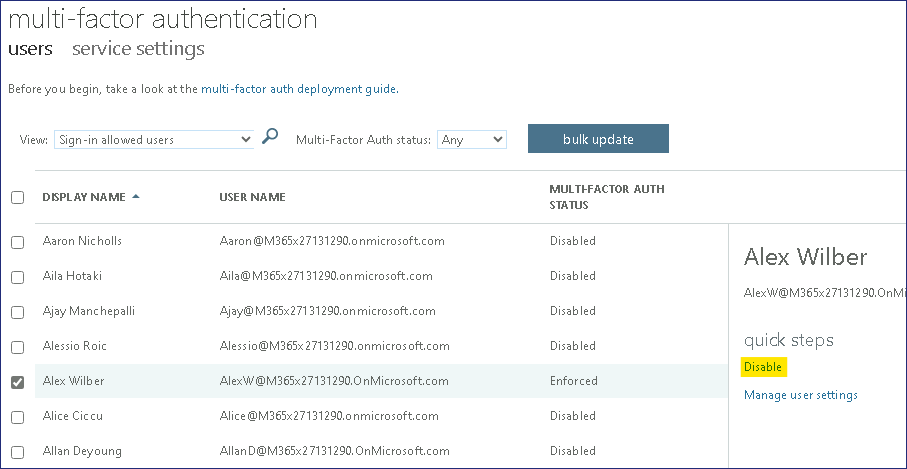 multi-factor authentication
users service settings
Before you begin, take a look at the multi-factor auth deployment guide.
View: Sign-in allowed users Multi-Factor Auth status: Any bulk update
DISPLAY NAME USER NAME MULTI-FACTOR AUTH STATUS
Aaron Nicholls Aaron@M365x27131290.onmicrosoft.com Disabled
Aila Hotaki Aila@M365x27131290.onmicrosoft.com Disabled
Ajay Manchepalli Ajay@M365x27131290.onmicrosoft.com Disabled
Alessio Roic Alessio@M365x27131290.onmicrosoft.com Disabled
Alex Wilber AlexW@M365x27131290.OnMicrosoft.com Enforced
Alice Ciccu Alice@M365x27131290.onmicrosoft.com Disabled
Allan Deyoung AllanD@M365x27131290.OnMicrosoft.com Disabled
Alex Wilber
AlexW@M365x27131290.OnMi
quick steps
Disable
Manage user settings